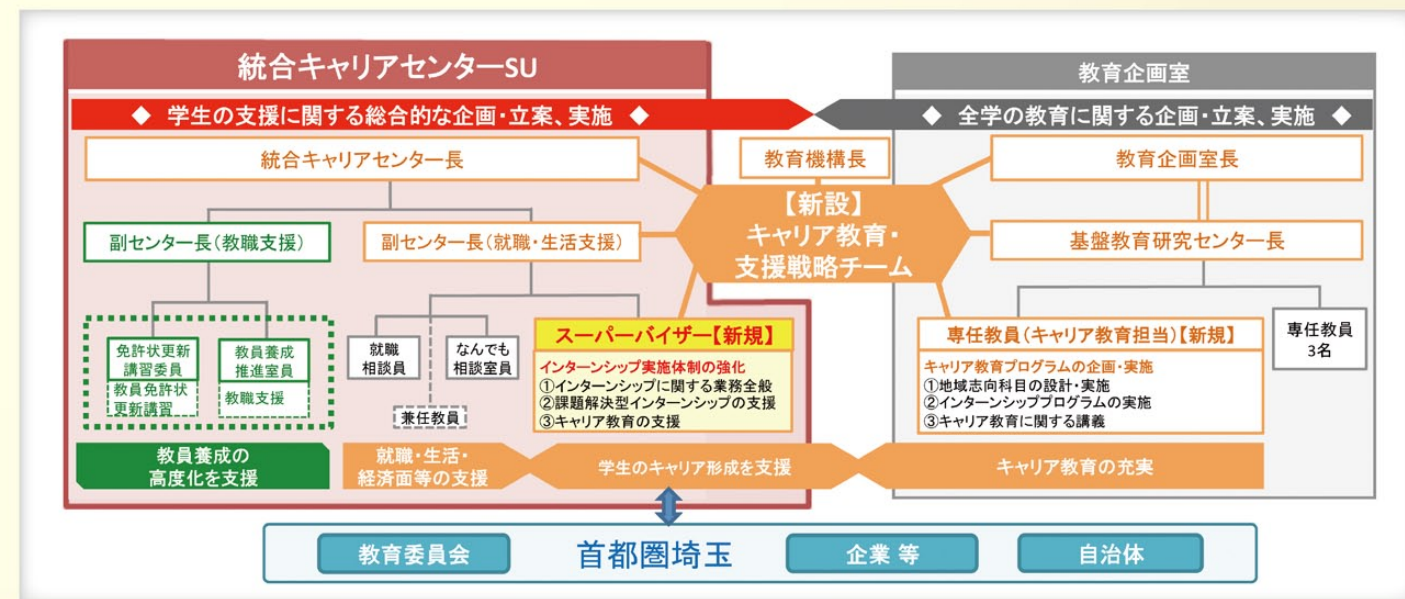 統合キャリアセンターSU
教育企画室
◆ 学生の支援に関する総合的な企画・立案、実施 ◆
◆ 全学の教育に関する企画・立案、実施 ◆
統合キャリアセンター長
教育機構長
教育企画室長
【新設】
キャリア教育・
支援戦略チーム
副センター長(教職支援)
副センター長(就職・生活支援)
基盤教育研究センター長
免許状更新
講習委員
教員免許状
更新講習
教員養成
推進室員
教職支援
就職
相談員
なんでも
相談室員
兼任教員
スーパーバイザー【新規】
インターンシップ実施体制の強化
①インターンシップに関する業務全般
②課題解決型インターンシップの支援
③キャリア教育の支援
専任教員(キャリア教育担当)【新規】
キャリア教育プログラムの企画・実施
①地域志向科目の設計・実施
②インターンシッププログラムの実施
③キャリア教育に関する講義
専任教員
3名
教員養成の
高度化を支援
就職・生活・
経済面等の支援
学生のキャリア形成を支援
キャリア教育の充実
教育委員会
首都圏埼玉
企業 等
自治体